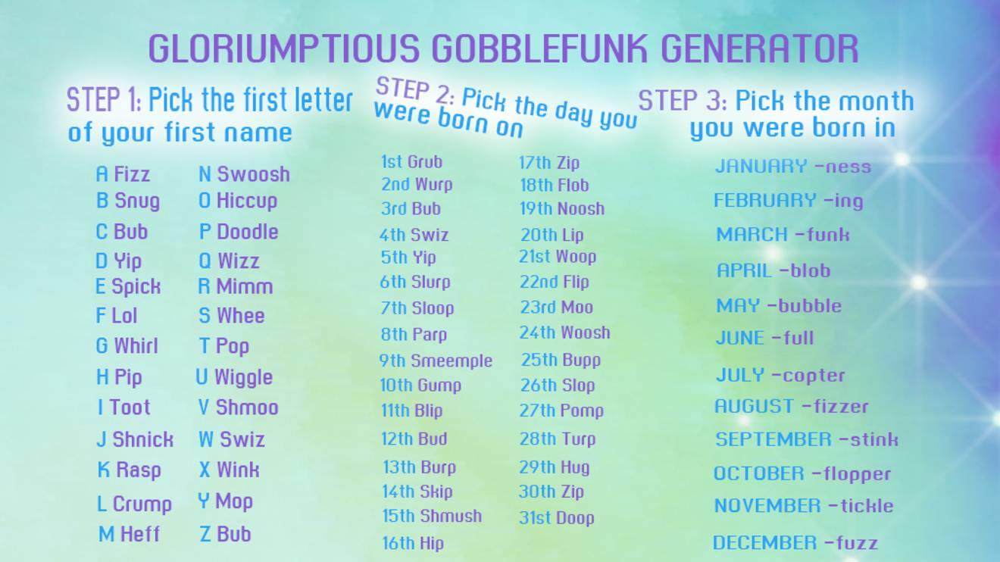 GLORIUMPTIOUS GOBBLEFUNK GENERATOR
STEP 1: Pick the first letter
of your first name
A Fizz
B Snug
C Bub
D Yip
E Spick
F Lol
G Whirl
H Pip
I Toot
J Shnick
K Rasp
L Crump
M Heff
N Swoosh
O Hiccup
P Doodle
Q Wizz
R Mimm
S Whee
T Pop
U Wiggle
V Shmoo
W Swiz
X Wink
Y Mop
Z Bub
STEP 2: Pick the day you
were born on
1st Grub
2nd Wurp
3rd Bub
4th Swiz
5th Yip
6th Slurp
7th Sloop
8th Parp
9th Smeemple
10th Gump
11th Blip
12th Bud
13th Burp
14th Skip
15th Shmush
16th Hip
17th Zip
18th Flob
19th Noosh
20th Lip
21st Woop
22nd Flip
23rd Moo
24th Woosh
25th Bupp
26th Slop
27th Pomp
28th Turp
29th Hug
30th Zip
31st Doop
STEP 3: Pick the month
you were born in
JANUARY -ness
FEBRUARY -ing
MARCH -funk
APRIL -blob
MAY -bubble
JUNE -full
JULY -copter
AUGUST -fizzer
SEPTEMBER -stink
OCTOBER -flopper
NOVEMBER -tickle
DECEMBER -fuzz